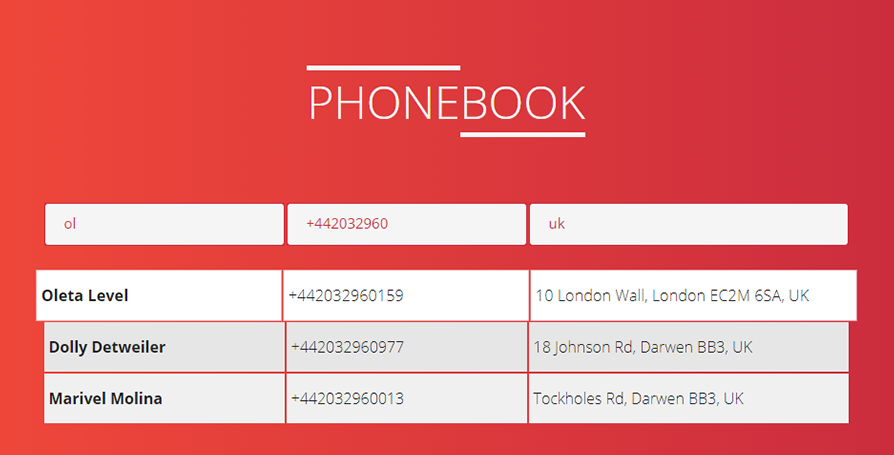 PHONEBOOK
ol +442032960 uk
Oleta Level +442032960159 10 London Wall, London EC2M 6SA, UK
Dolly Detweiler +442032960977 18 Johnson Rd, Darwen BB3, UK
Marivel Molina +442032960013 Tockholes Rd, Darwen BB3, UK